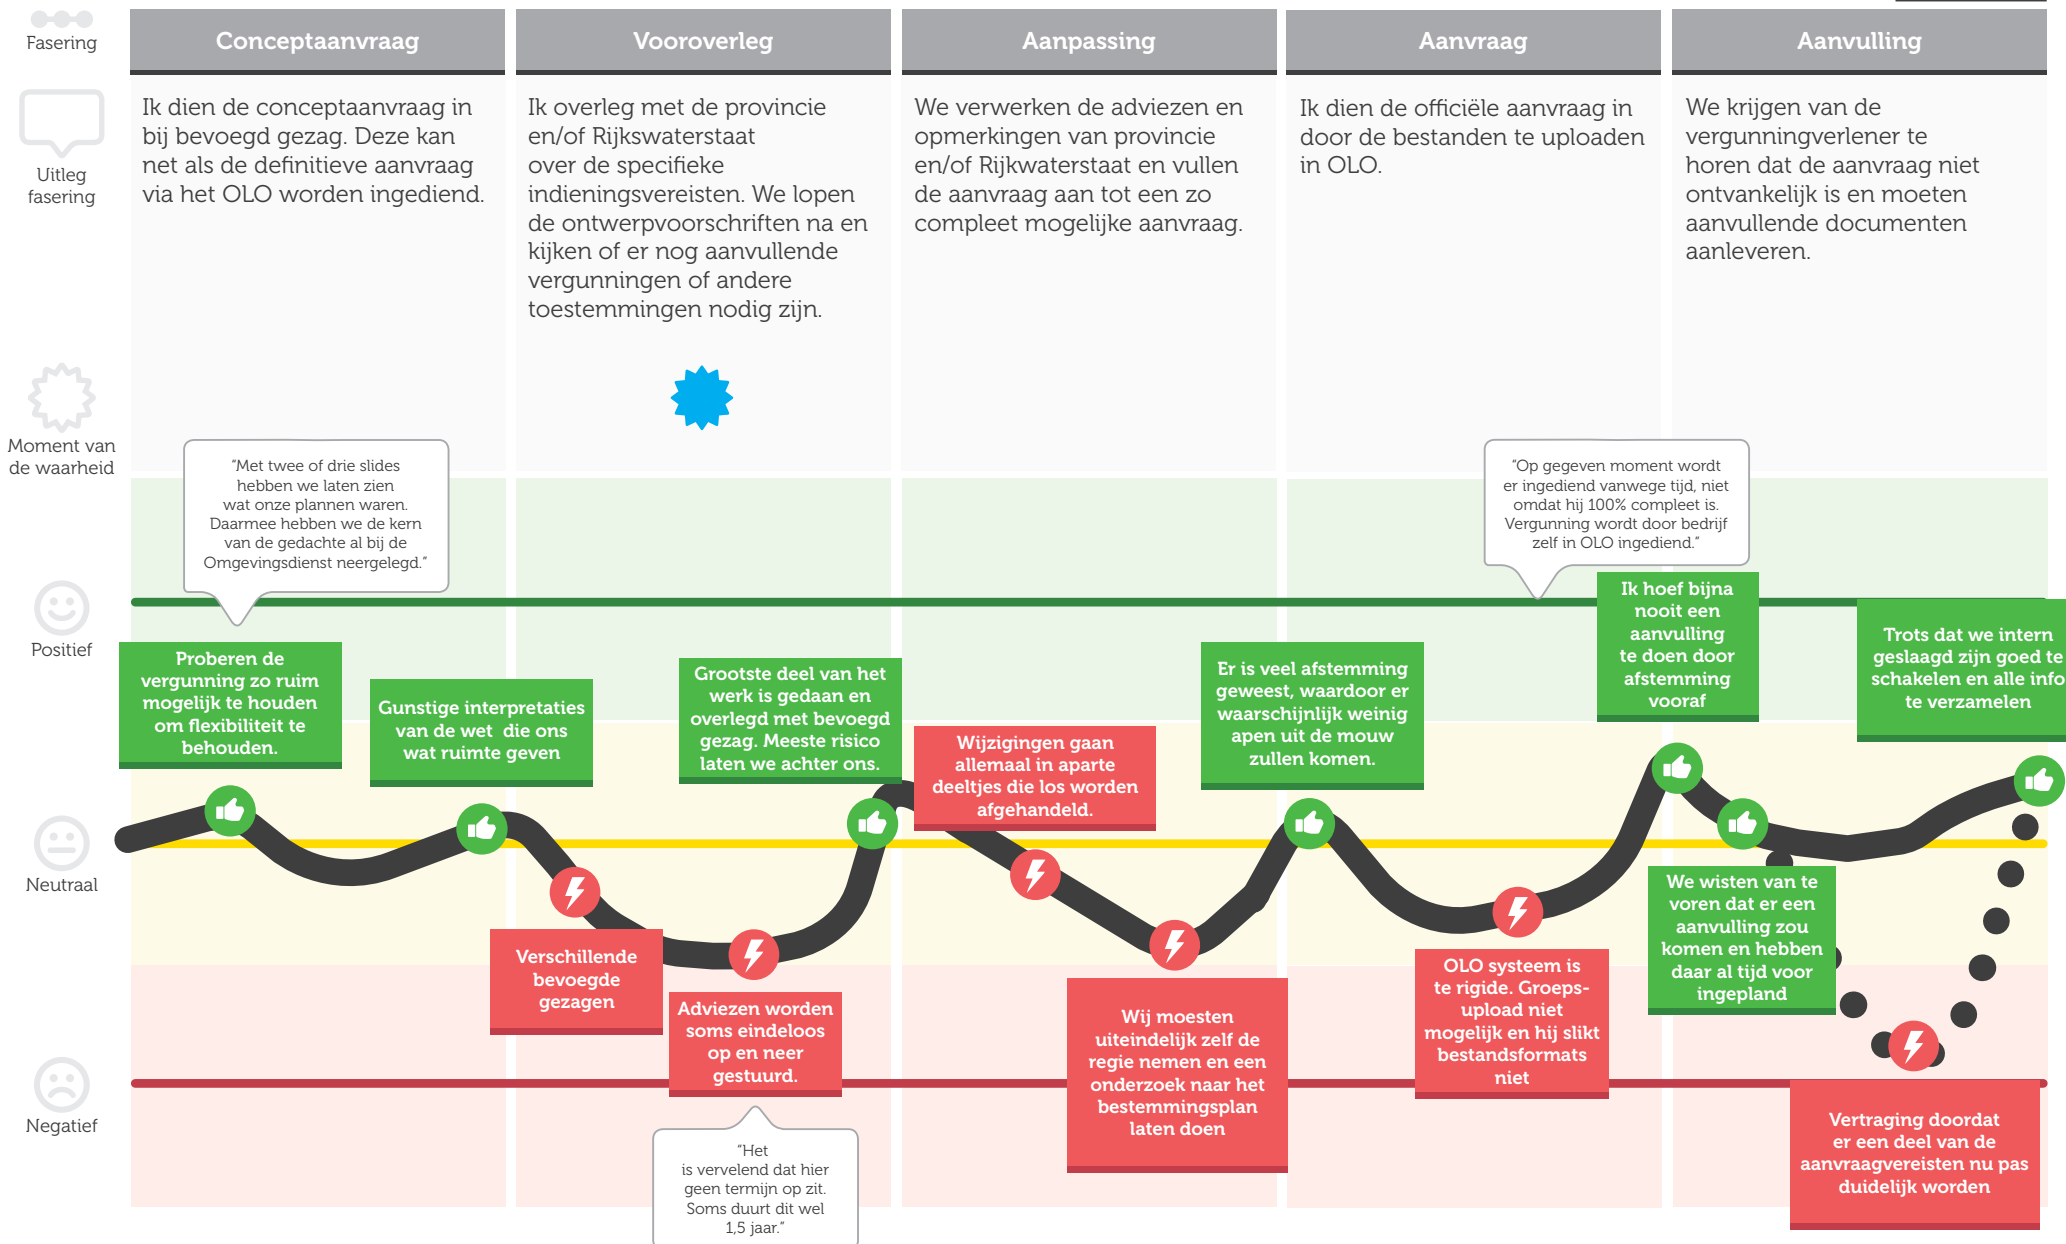 Fasering
Conceptaanvraag
Vooroverleg
Aanpassing
Aanvraag
Aanvulling
Uitleg
fasering
Ik dien de conceptaanvraag in
bij bevoegd gezag. Deze kan
net als de definitieve aanvraag
via het OLO worden ingediend.
Ik overleg met de provincie
en/of Rijkswaterstaat
over de specifieke
indieningsvereisten. We lopen
de ontwerpvoorschriften na en
kijken of er nog aanvullende
vergunningen of andere
toestemmingen nodig zijn.
We verwerken de adviezen en
opmerkingen van provincie
en/of Rijkwaterstaat en vullen
de aanvraag aan tot een zo
compleet mogelijke aanvraag.
Ik dien de officiële aanvraag in
door de bestanden te uploaden
in OLO.
We krijgen van de
vergunningverlener te
horen dat de aanvraag niet
ontvankelijk is en moeten
aanvullende documenten
aanleveren.
Moment van
de waarheid
“Met twee of drie slides
hebben we laten zien
wat onze plannen waren.
Daarmee hebben we de kern
van de gedachte al bij de
Omgevingsdienst neergelegd.”
“Op gegeven moment wordt
er ingediend vanwege tijd, niet
omdat hij 100% compleet is.
Vergunning wordt door bedrijf
zelf in OLO ingediend.”
Positief
Proberen de
vergunning zo ruim
mogelijk te houden
om flexibiliteit te
behouden.
Gunstige interpretaties
van de wet die ons
wat ruimte geven
Grootste deel van het
werk is gedaan en
overlegd met bevoegd
gezag. Meeste risico
laten we achter ons.
Wijzigingen gaan
allemaal in aparte
deeltjes die los worden
afgehandeld.
Er is veel afstemming
geweest, waardoor er
waarschijnlijk weinig
apen uit de mouw
zullen komen.
Ik hoef bijna
nooit een
aanvulling
te doen door
afstemming
vooraf
Trots dat we intern
geslaagd zijn goed te
schakelen en alle info
te verzamelen
Neutraal
Verschillende
bevoegde
gezagen
Adviezen worden
soms eindeloos
op en neer
gestuurd.
Wij moesten
uiteindelijk zelf de
regie nemen en een
onderzoek naar het
bestemmingsplan
laten doen
OLO systeem is
te rigide. Groeps-
upload niet
mogelijk en hij slikt
bestandsformats
niet
We wisten van te
voren dat er een
aanvulling zou
komen en hebben
daar al tijd voor
ingepland
Negatief
Vertraging doordat
er een deel van de
aanvraagvereisten nu pas
duidelijk worden
“Het
is vervelend dat hier
geen termijn op zit.
Soms duurt dit wel
1,5 jaar.”